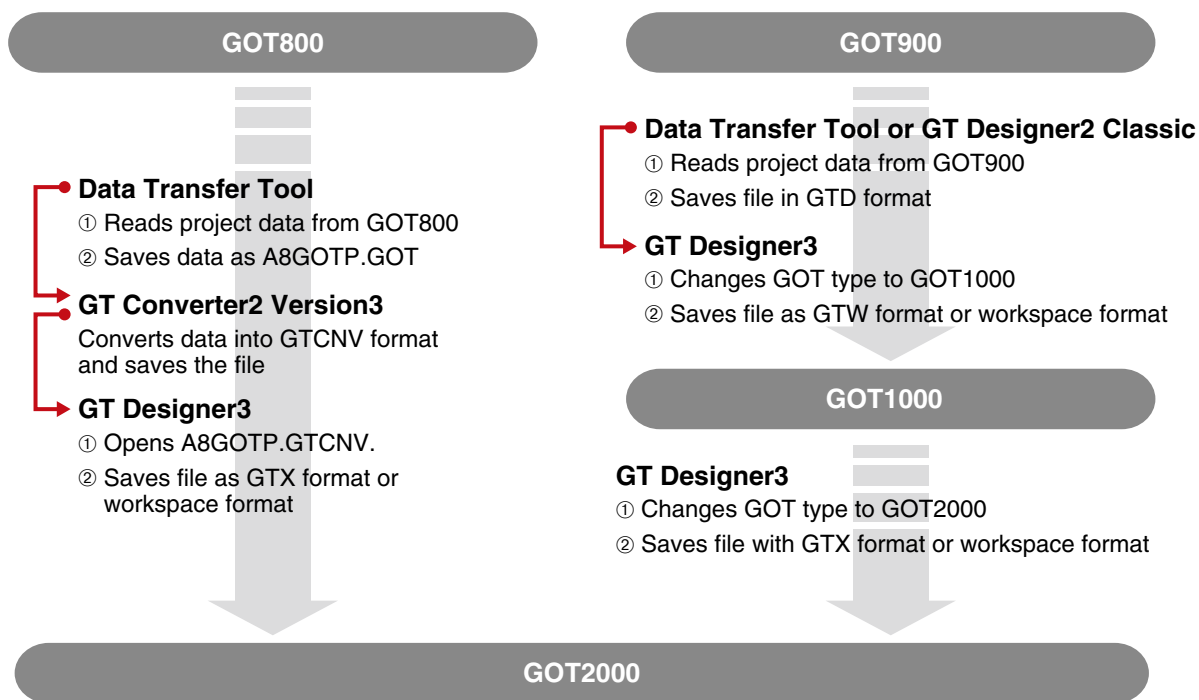 GOT800
Data Transfer Tool
① Reads project data from GOT800
② Saves data as A8GOTP.GOT
GT Converter2 Version3
Converts data into GTCNV format
and saves the file
GT Designer3
① Opens A8GOTP.GTCNV.
② Saves file as GTX format or
workspace format
GOT900
Data Transfer Tool or GT Designer2 Classic
① Reads project data from GOT900
② Saves file in GTD format
GT Designer3
① Changes GOT type to GOT1000
② Saves file as GTW format or workspace format
GOT1000
GT Designer3
① Changes GOT type to GOT2000
② Saves file with GTX format or workspace format
GOT2000